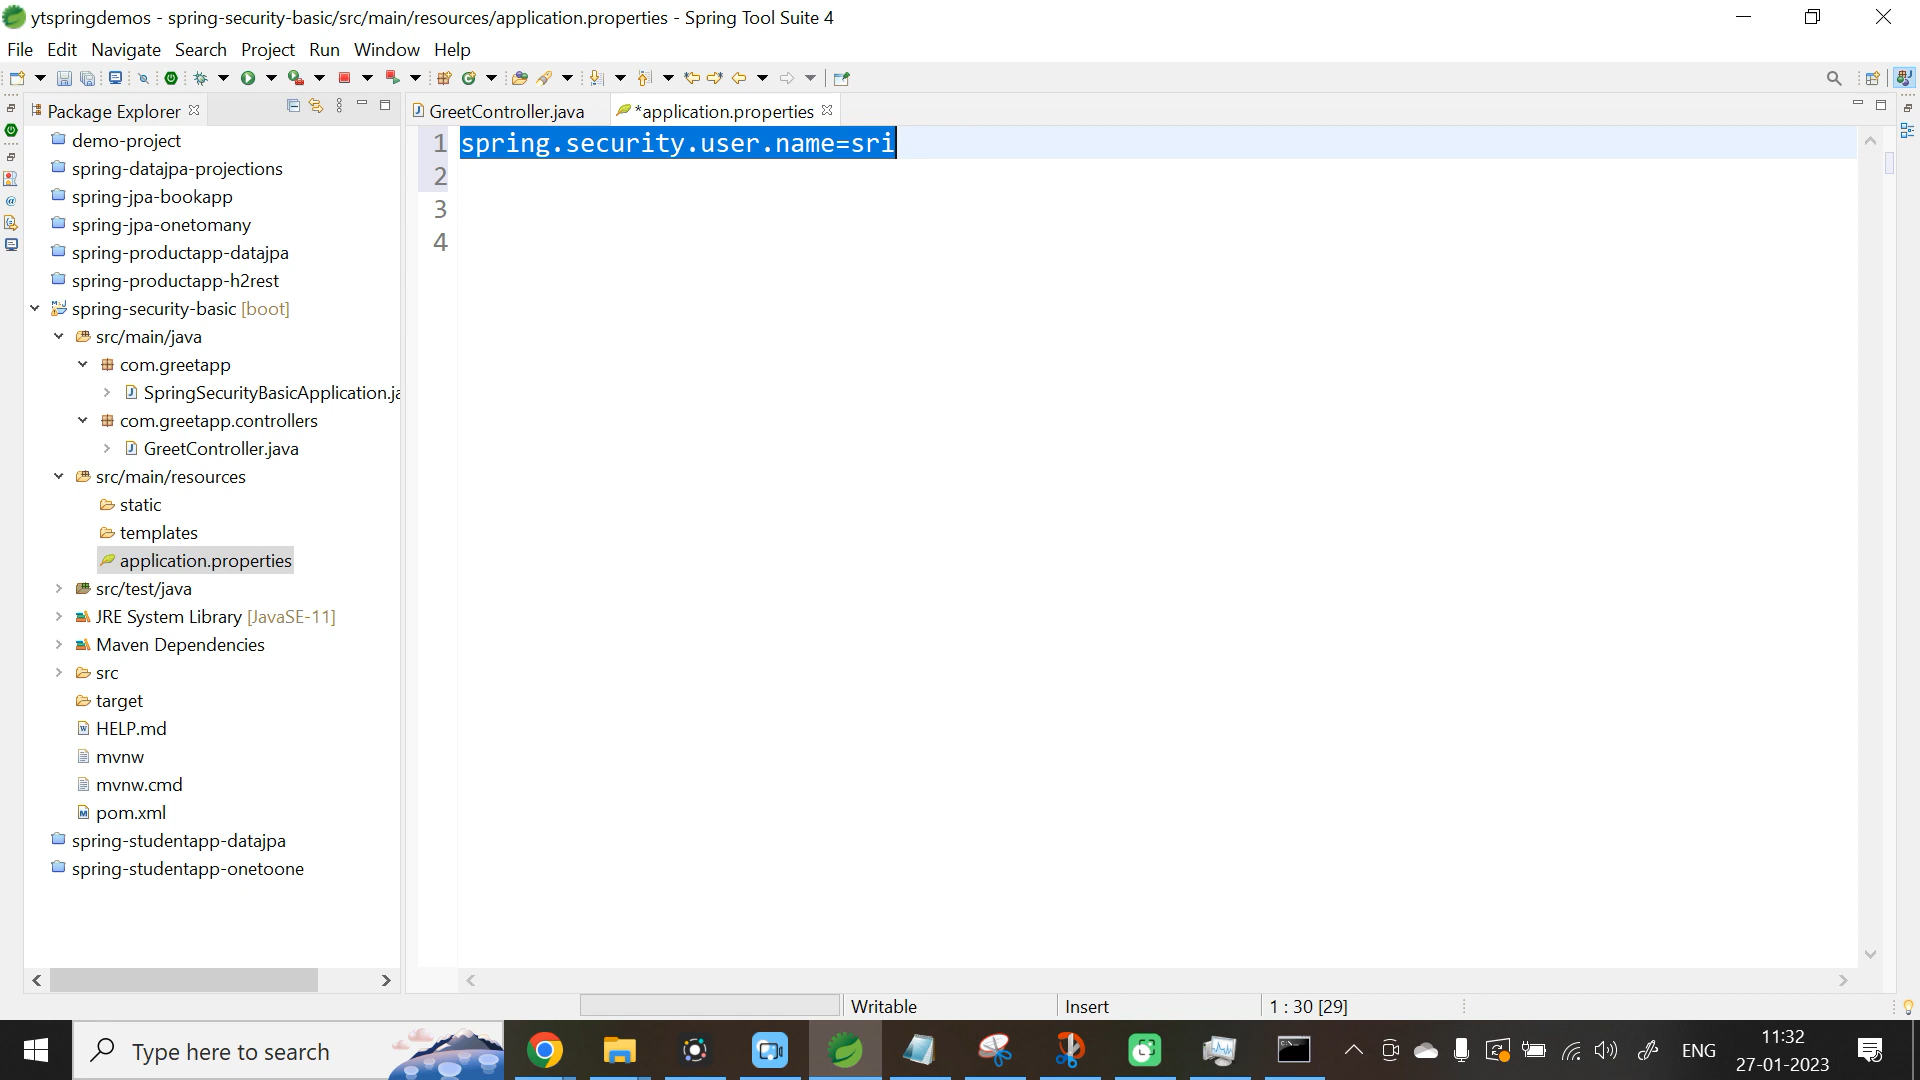 ytspringdemos - spring-security-basic/src/main/resources/application.properties - Spring Tool Suite 4
File Edit Navigate Search Project Run Window Help
Package Explorer
GreetController.java
*application.properties
demo-project
spring-datajpa-projections
spring-jpa-bookapp
spring-jpa-onetomany
spring-productapp-datajpa
spring-productapp-h2rest
spring-security-basic [boot]
src/main/java
com.greetapp
SpringSecurityBasicApplication.ja
com.greetapp.controllers
GreetController.java
src/main/resources
static
templates
application.properties
src/test/java
JRE System Library [JavaSE-11]
Maven Dependencies
src
target
HELP.md
mvnw
mvnw.cmd
pom.xml
spring-studentapp-datajpa
spring-studentapp-onetoone
1 spring.security.user.name=sri
2
3
4
Writable
Insert
1 : 30 [29]
Type here to search
ENG
11:32
27-01-2023